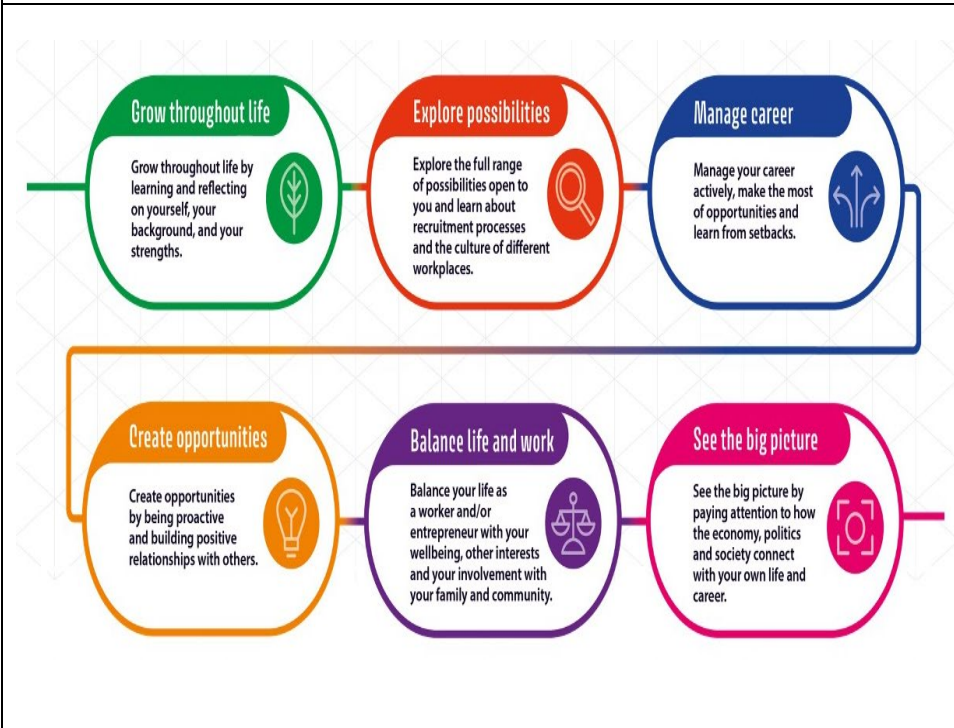 Grow throughout life
Grow throughout life by
learning and reflecting
on yourself, your
background, and your
strengths.
Explore possibilities
Explore the full range
of possibilities open to
you and learn about
recruitment processes
and the culture of different
workplaces.
Manage career
Manage your career
actively, make the most
of opportunities and
learn from setbacks.
Create opportunities
Create opportunities
by being proactive
and building positive
relationships with others.
Balance life and work
Balance your life as
a worker and/or
entrepreneur with your
wellbeing, other interests
and your involvement with
your family and community.
See the big picture
See the big picture by
paying attention to how
the economy, politics
and society connect
with your own life and
career.